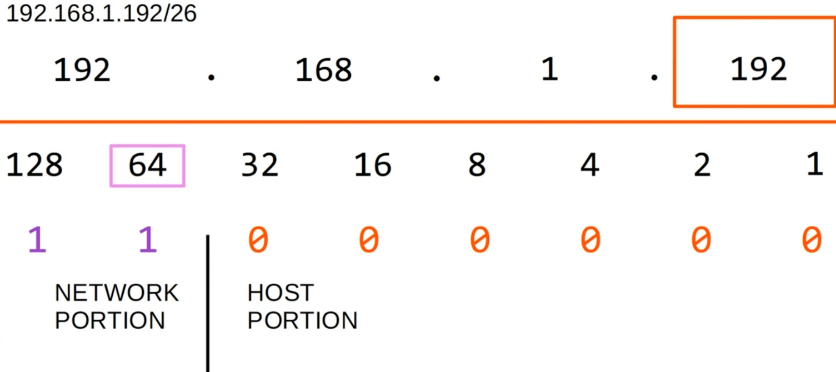 192.168.1.192/26
192 . 168 . 1 . 192
128 64 32 16 8 4 2 1
1 1 0 0 0 0 0 0
NETWORK PORTION
HOST PORTION